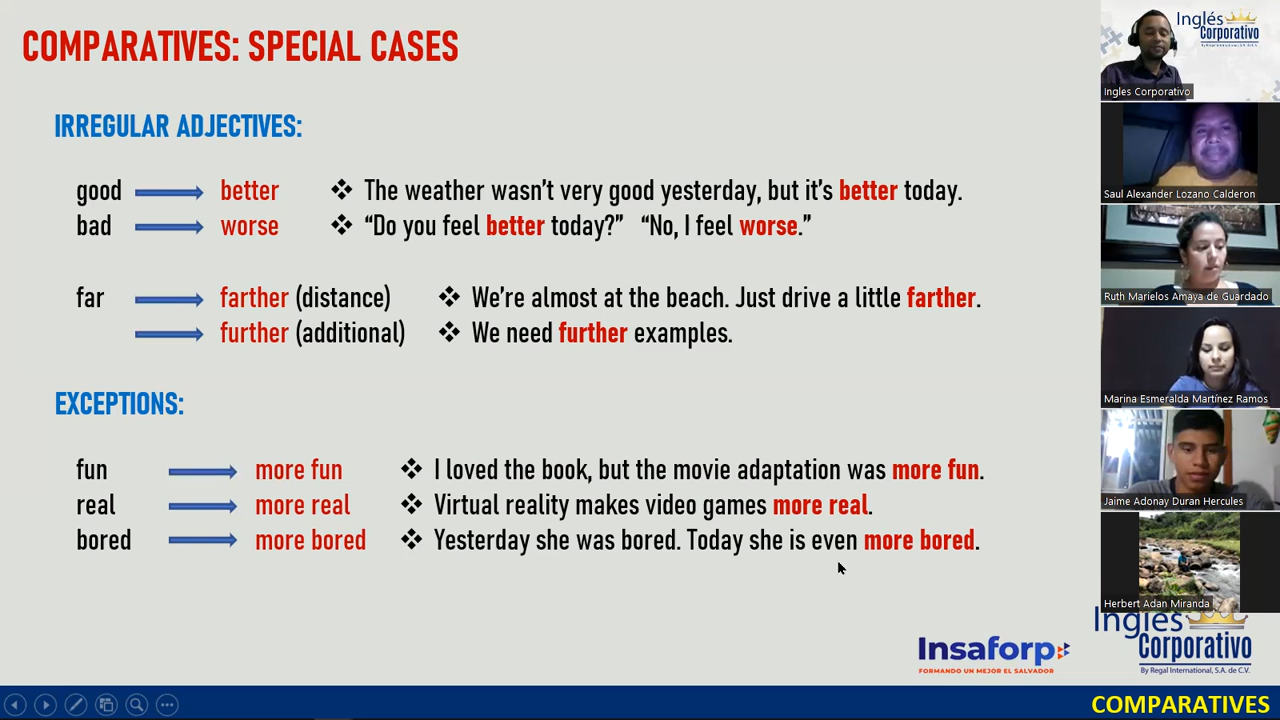 COMPARATIVES: SPECIAL CASES
IRREGULAR ADJECTIVES:
good better ❖ The weather wasn't very good yesterday, but it's better today.
bad worse ❖ “Do you feel better today?” “No, I feel worse.”
far farther (distance) ❖ We're almost at the beach. Just drive a little farther.
further (additional) ❖ We need further examples.
EXCEPTIONS:
fun more fun ❖ I loved the book, but the movie adaptation was more fun.
real more real ❖ Virtual reality makes video games more real.
bored more bored ❖ Yesterday she was bored. Today she is even more bored.
Insaforp
FORMANDO UN MEJOR EL SALVADOR
Inglés
Corporativo
By Regal International, S.A. de C.V.
COMPARATIVES
Inglés
Corporativo
By Regal International, S.A. de C.V.
Ingles Corporativo
Saul Alexander Lozano Calderon
Ruth Marielos Amaya de Guardado
Marina Esmeralda Martínez Ramos
Jaime Adonay Duran Hercules
Herbert Adan Miranda